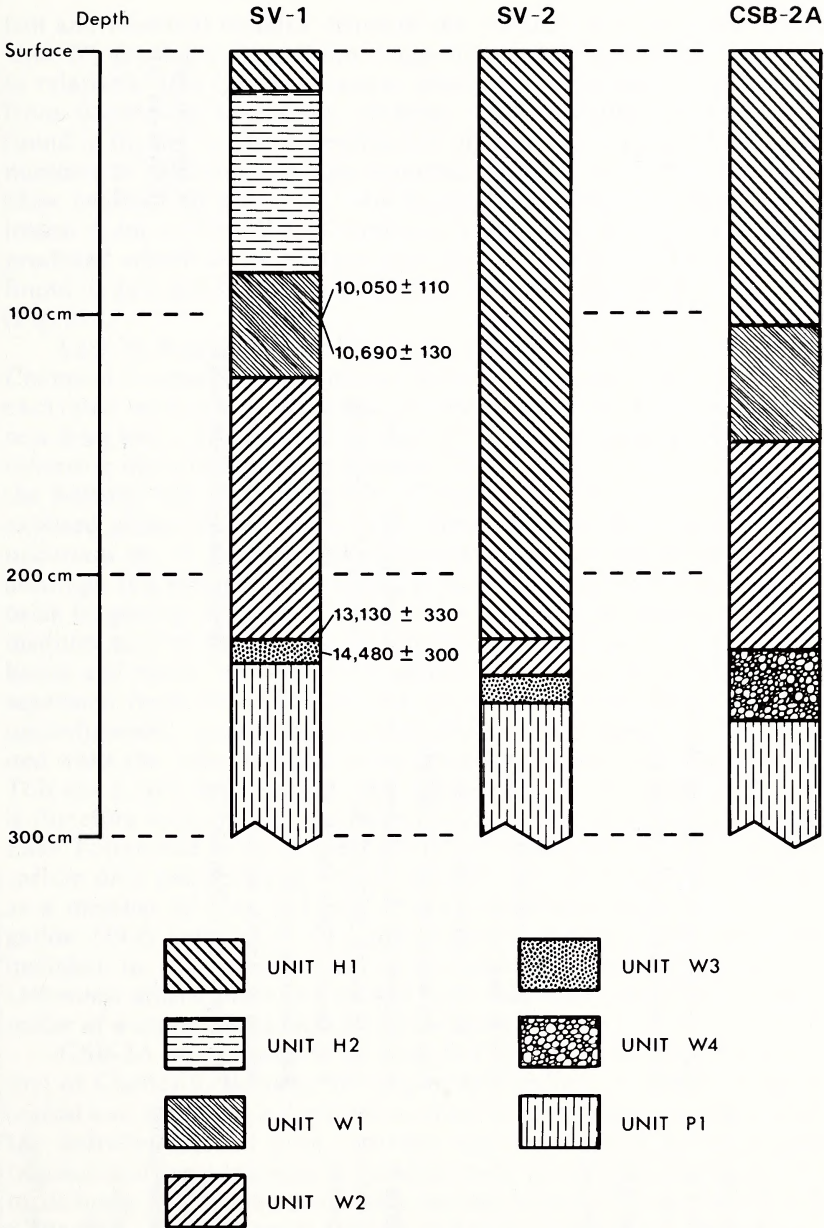 Depth
SV-1
SV-2
CSB-2A
Surface
10,050 ± 110
100 cm
10,690 ± 130
200 cm
13,130 ± 330
14,480 ± 300
300 cm
UNIT H1
UNIT W3
UNIT H2
UNIT W4
UNIT W1
UNIT P1
UNIT W2